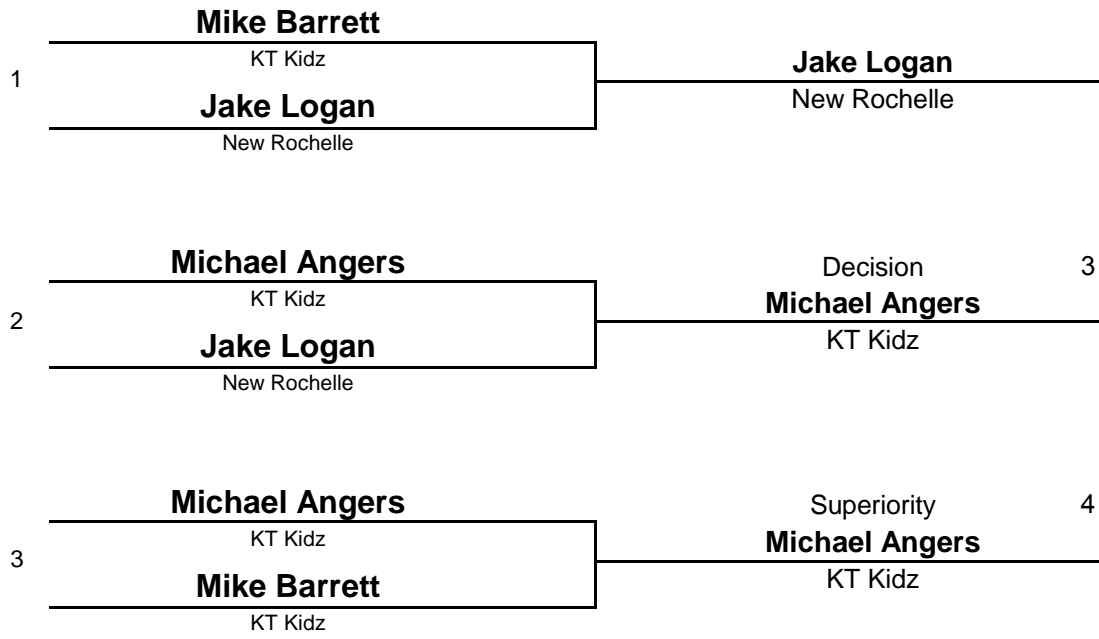 Mike Barrett
KT Kidz
1
Jake Logan
New Rochelle
Jake Logan
New Rochelle
Michael Angers
KT Kidz
2
Jake Logan
New Rochelle
Decision 3
Michael Angers
KT Kidz
Michael Angers
KT Kidz
3
Mike Barrett
KT Kidz
Superiority 4
Michael Angers
KT Kidz